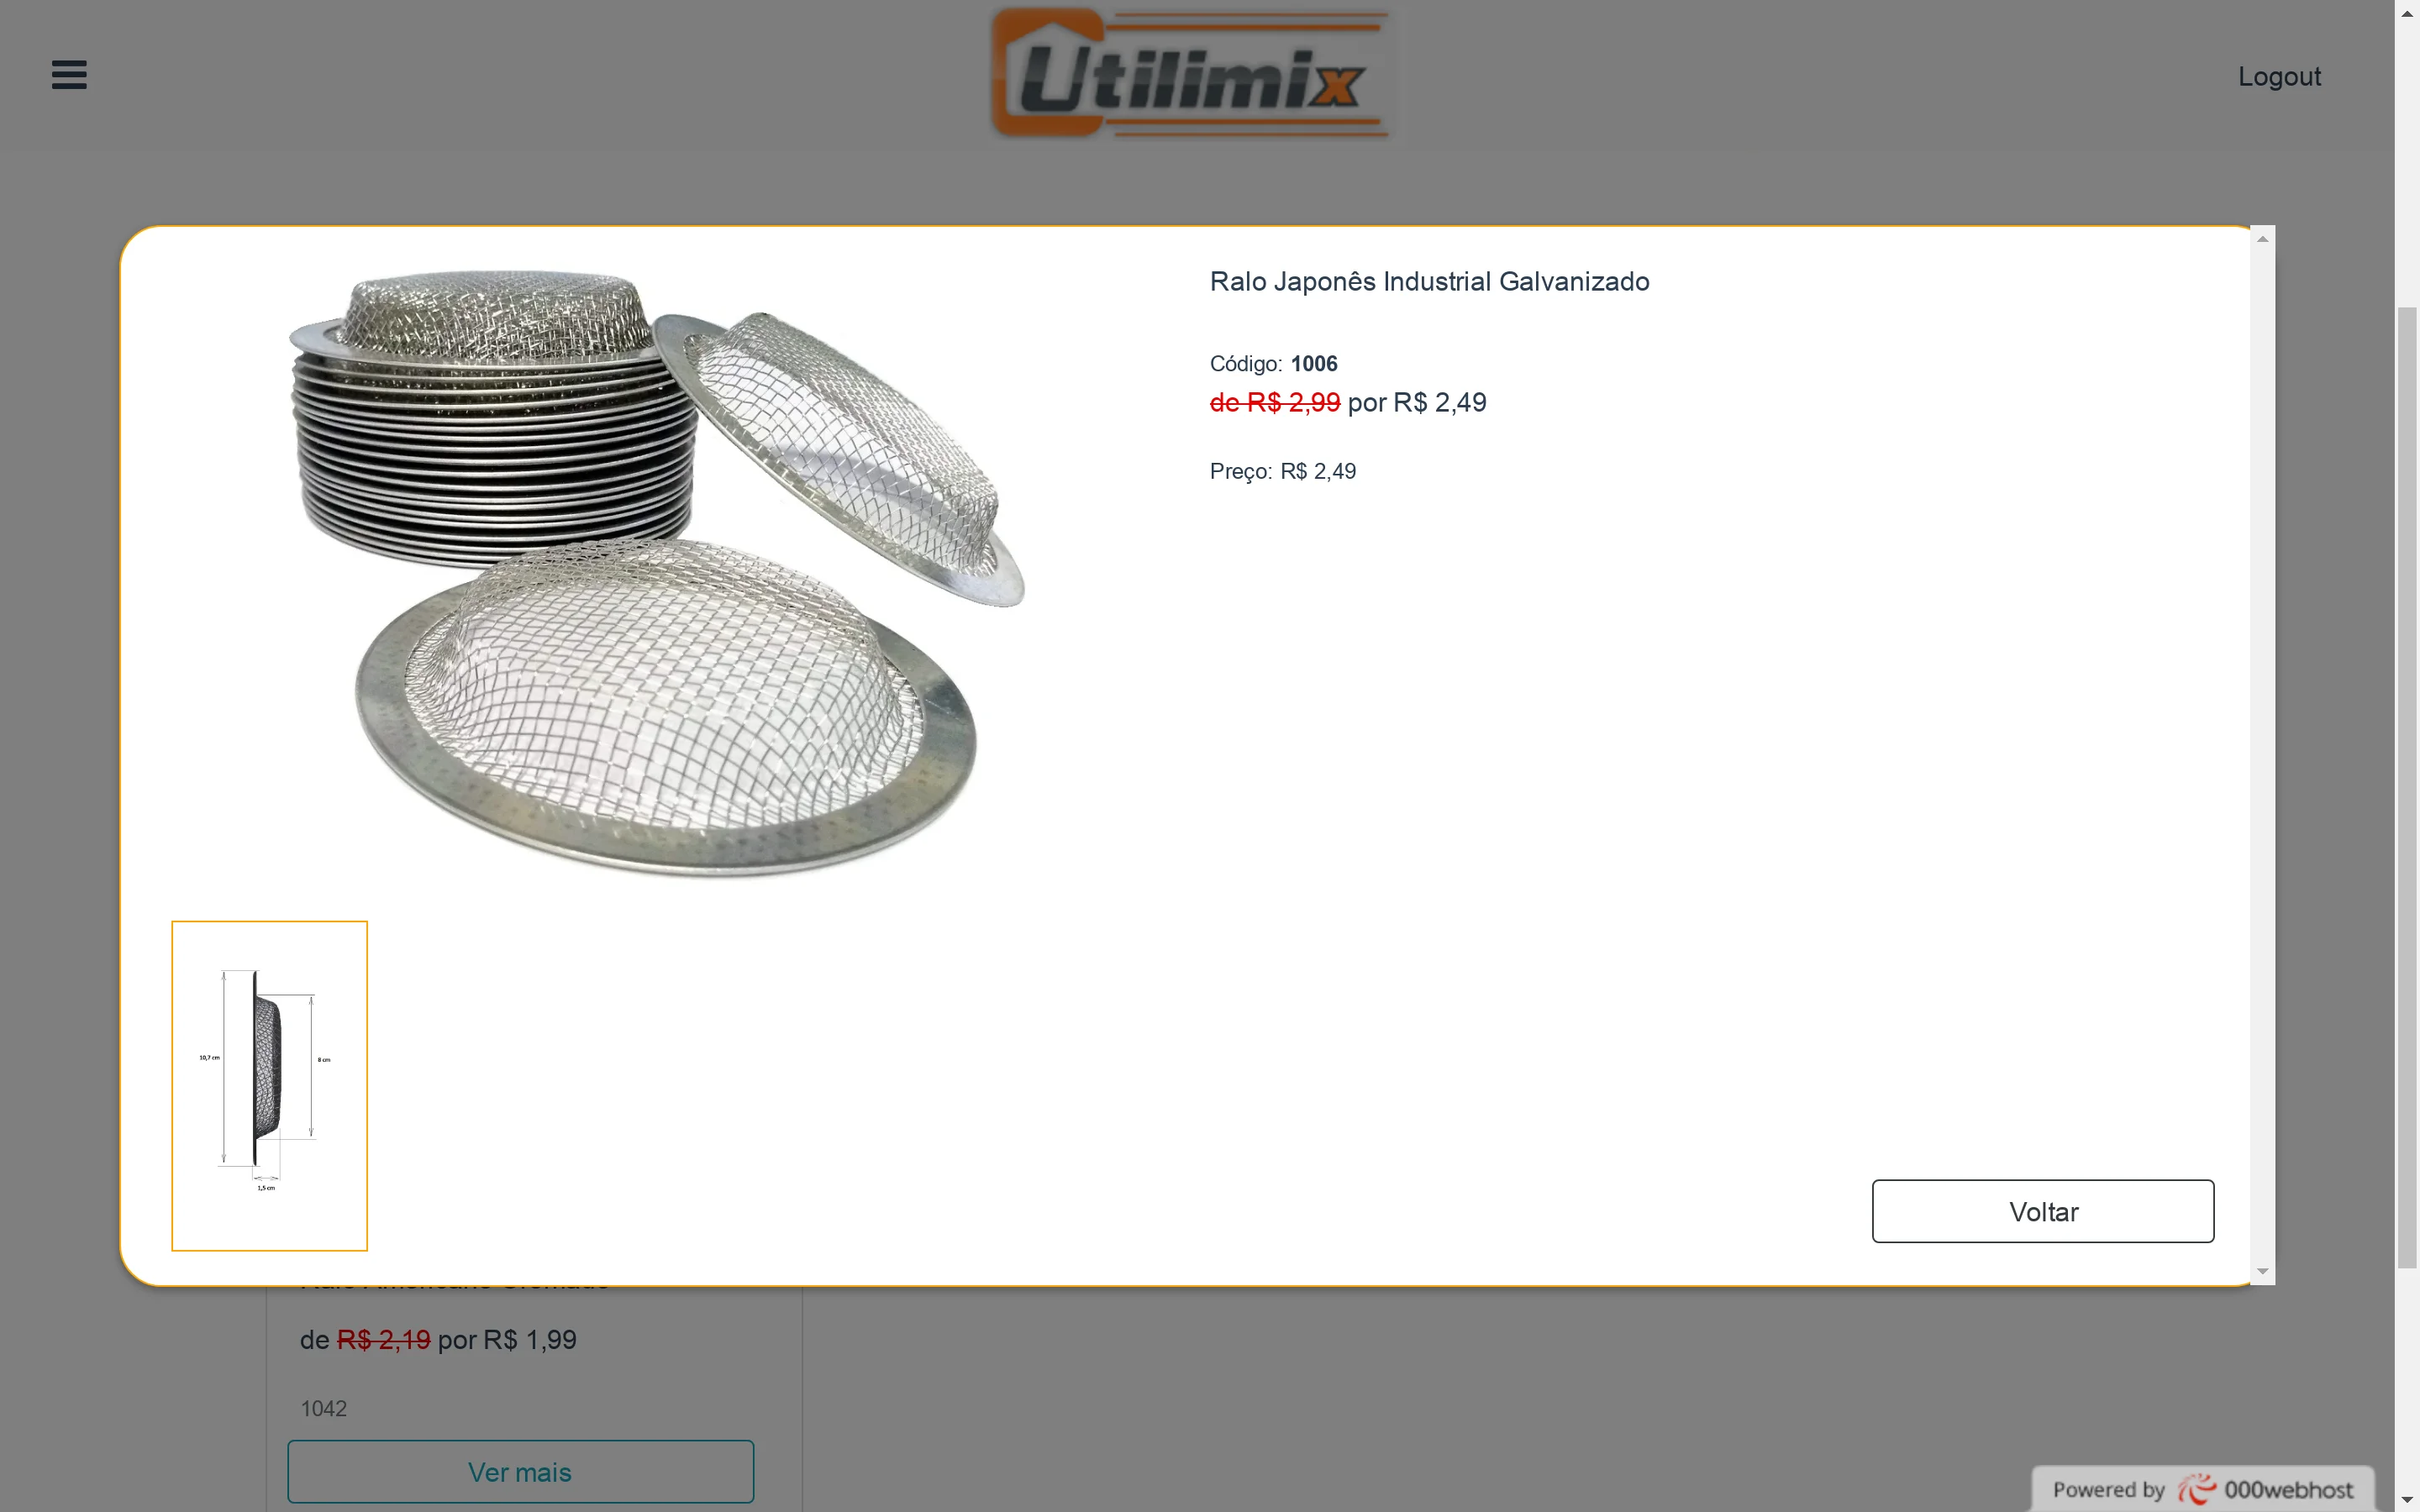 Utilimix
Logout
Ralo Japonês Industrial Galvanizado
Código: 1006
de R$ 2,99 por R$ 2,49
Preço: R$ 2,49
10,7 cm
8 cm
1,5 cm
Voltar
de R$ 2,19 por R$ 1,99
1042
Ver mais
Powered by 000webhost